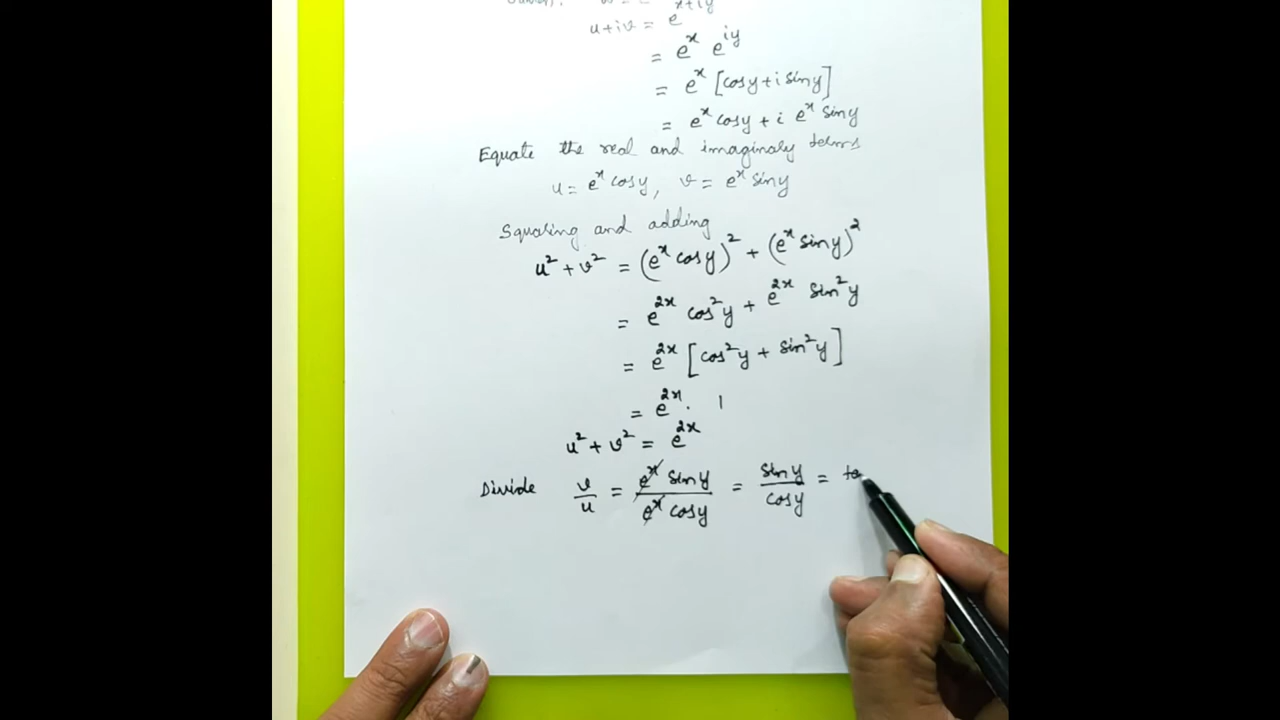 u+iv = e^x+iy
= e^x e^iy
= e^x [cosy + i siny]
= e^x cosy + i e^x siny
Equate the real and imaginary terms
u = e^x cosy, v = e^x siny
Squaring and adding
u² + v² = (e^x cosy)² + (e^x siny)²
= e^2x cos²y + e^2x sin²y
= e^2x [cos²y + sin²y]
= e^2x . 1
u² + v² = e^2x
Divide v/u = e^x siny / e^x cosy = siny / cosy =